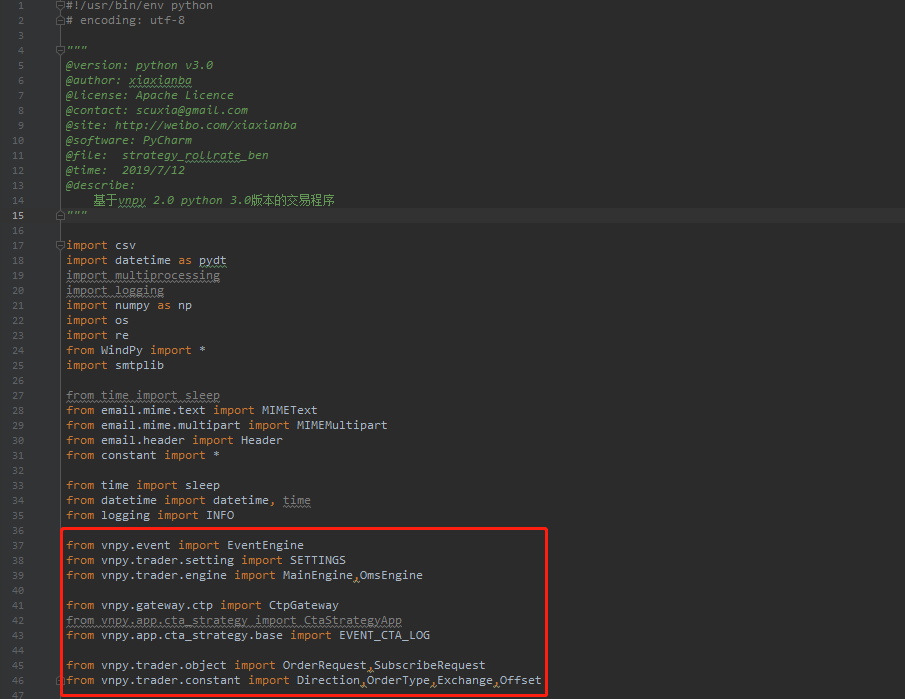 1 #!/usr/bin/env python
2 # encoding: utf-8
3
4 """
5 @version: python v3.0
6 @author: xiaxianba
7 @license: Apache Licence
8 @contact: scuxia@gmail.com
9 @site: http://weibo.com/xiaxianba
10 @software: PyCharm
11 @file:  strategy_rollrate_ben
12 @time:  2019/7/12
13 @describe:
14     基于vnpy 2.0 python 3.0版本的交易程序
15 """
16
17 import csv
18 import datetime as pydt
19 import multiprocessing
20 import logging
21 import numpy as np
22 import os
23 import re
24 from WindPy import *
25 import smtplib
26
27 from time import sleep
28 from email.mime.text import MIMEText
29 from email.mime.multipart import MIMEMultipart
30 from email.header import Header
31 from constant import *
32
33 from time import sleep
34 from datetime import datetime, time
35 from logging import INFO
36
37 from vnpy.event import EventEngine
38 from vnpy.trader.setting import SETTINGS
39 from vnpy.trader.engine import MainEngine,OmsEngine
40
41 from vnpy.gateway.ctp import CtpGateway
42 from vnpy.app.cta_strategy import CtaStrategyApp
43 from vnpy.app.cta_strategy.base import EVENT_CTA_LOG
44
45 from vnpy.trader.object import OrderRequest,SubscribeRequest
46 from vnpy.trader.constant import Direction,OrderType,Exchange,Offset
47